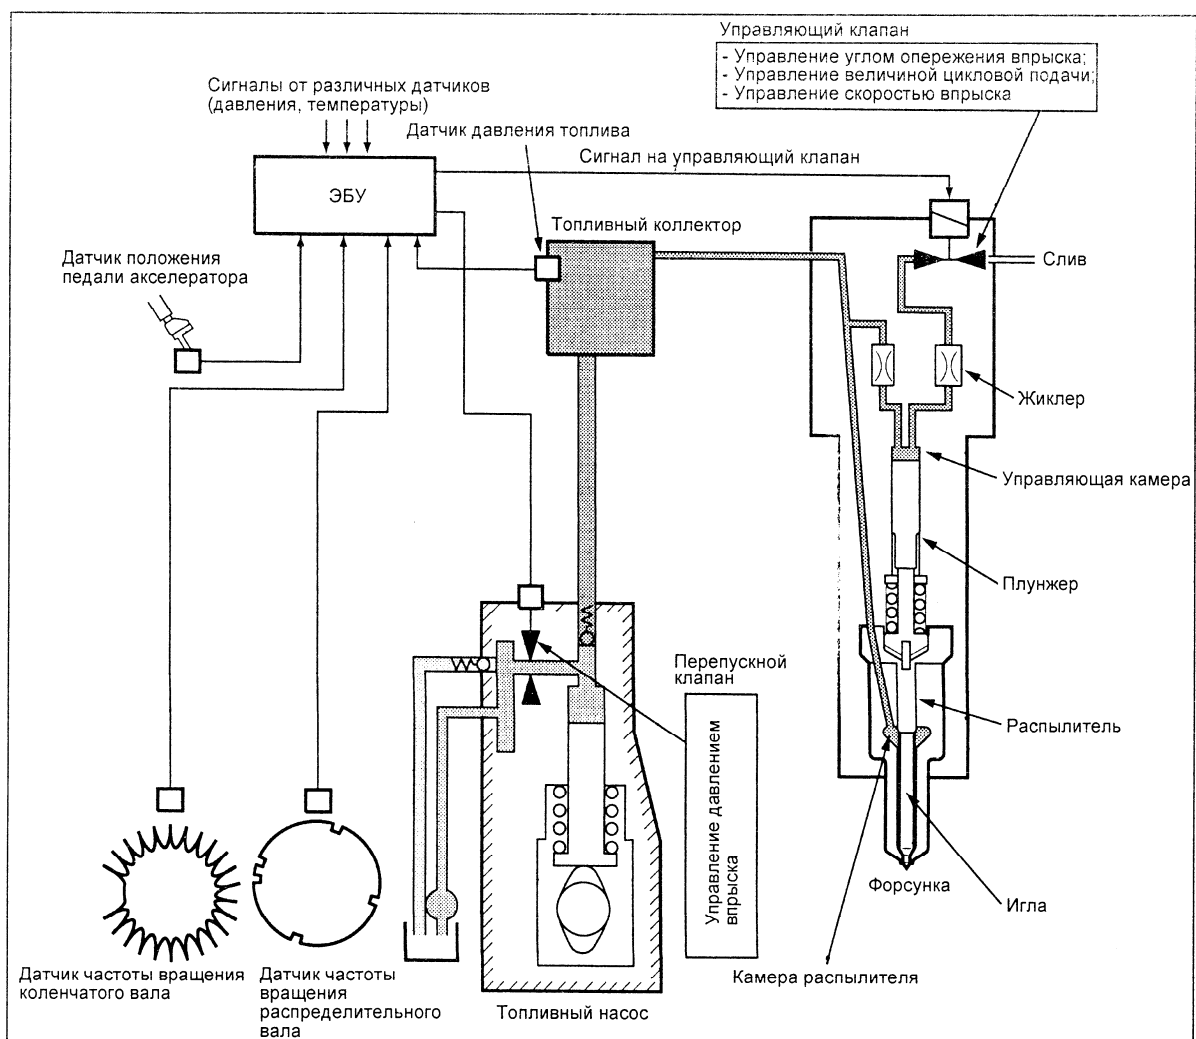 Управляющий клапан
- Управление углом опережения впрыска;
- Управление величиной цикловой подачи;
- Управление скоростью впрыска
Сигналы от различных датчиков
(давления, температуры)
Датчик давления топлива
Сигнал на управляющий клапан
ЭБУ
Топливный коллектор
Датчик положения
педали акселератора
Слив
Жиклер
Управляющая камера
Плунжер
Перепускной
клапан
Распылитель
Управление давлением
впрыска
Форсунка
Игла
Камера распылителя
Датчик частоты вращения
коленчатого вала
Датчик частоты
вращения
распределительного
вала
Топливный насос